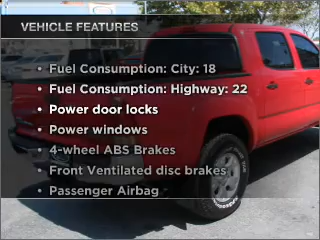 VEHICLE FEATURES
• Fuel Consumption: City: 18
• Fuel Consumption: Highway: 22
• Power door locks
• Power windows
• 4-wheel ABS Brakes
• Front Ventilated disc brakes
• Passenger Airbag